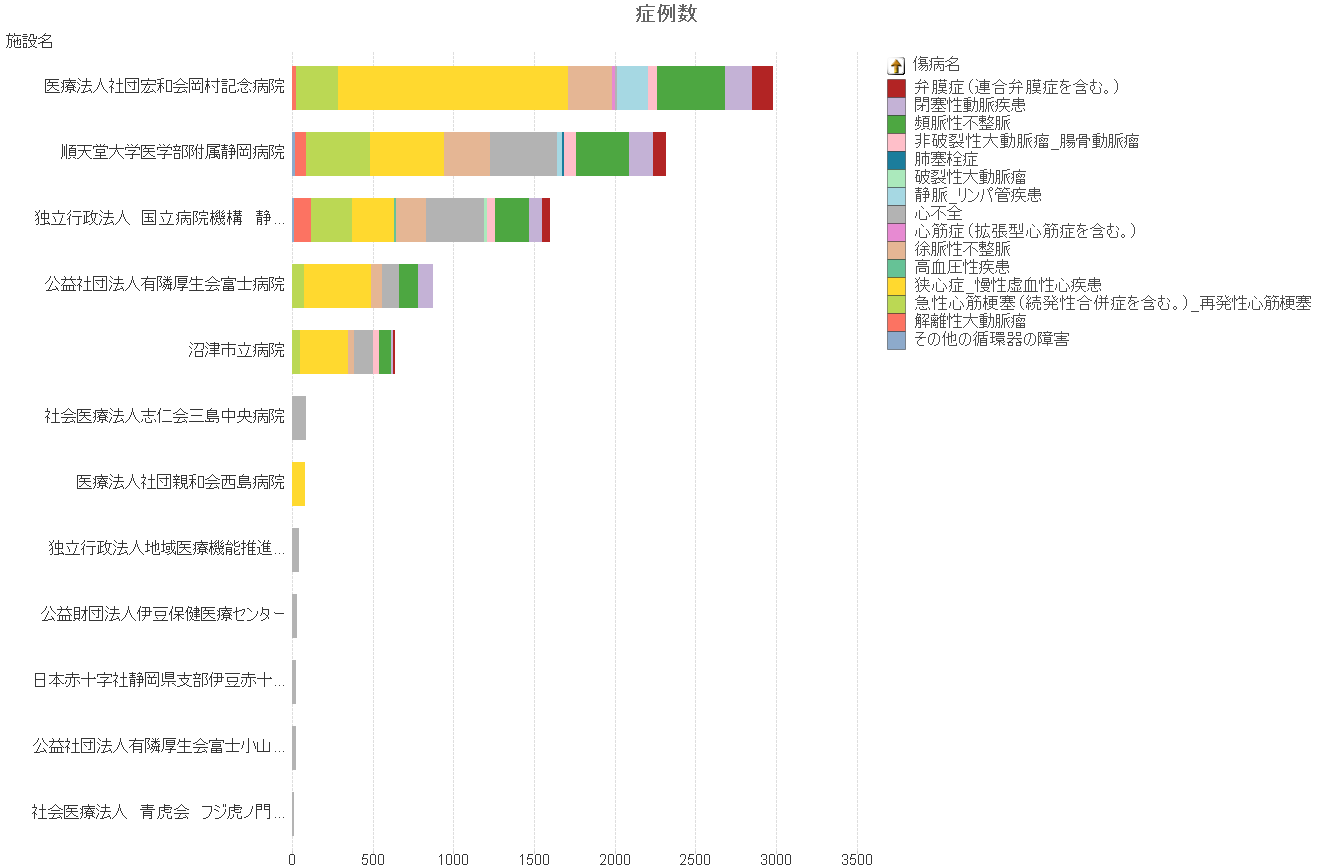 症例数
施設名
医療法人社団宏和会岡村記念病院
順天堂大学医学部附属静岡病院
独立行政法人　国立病院機構　静...
公益社団法人有隣厚生会富士病院
沼津市立病院
社会医療法人志仁会三島中央病院
医療法人社団親和会西島病院
独立行政法人地域医療機能推進...
公益財団法人伊豆保健医療センター
日本赤十字社静岡県支部伊豆赤十...
公益社団法人有隣厚生会富士小山...
社会医療法人　青虎会　フジ虎ノ門...
0 500 1000 1500 2000 2500 3000 3500
傷病名
弁膜症（連合弁膜症を含む。）
閉塞性動脈疾患
頻脈性不整脈
非破裂性大動脈瘤_腸骨動脈瘤
肺塞栓症
破裂性大動脈瘤
静脈_リンパ管疾患
心不全
心筋症（拡張型心筋症を含む。）
徐脈性不整脈
高血圧性疾患
狭心症_慢性虚血性心疾患
急性心筋梗塞（続発性合併症を含む。）_再発性心筋梗塞
解離性大動脈瘤
その他の循環器の障害